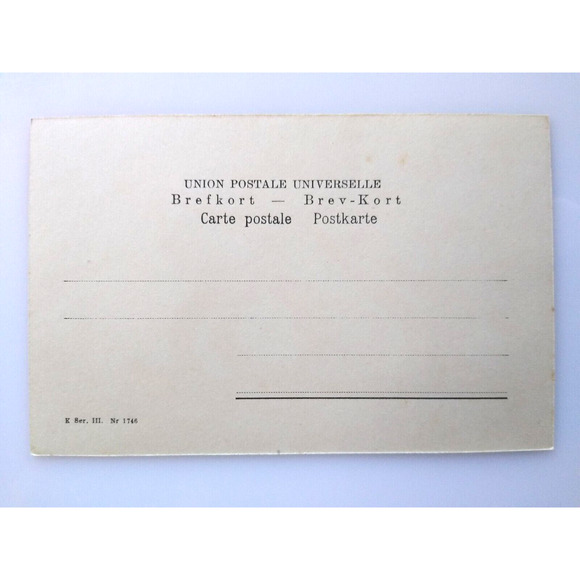 UNION POSTALE UNIVERSELLE
Brefkort — Brev-Kort
Carte postale Postkarte
K Ser. III. Nr 1746